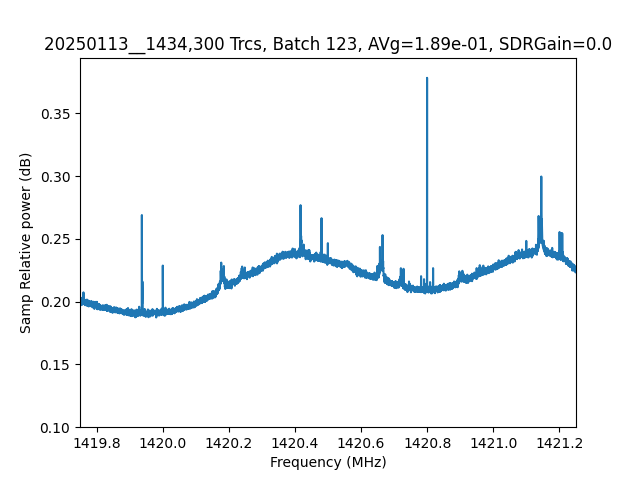 20250113__1434,300 Trcs, Batch 123, AVg=1.89e-01, SDRGain=0.0
Samp Relative power (dB)
0.35
0.30
0.25
0.20
0.15
0.10
1419.8 1420.0 1420.2 1420.4 1420.6 1420.8 1421.0 1421.2
Frequency (MHz)